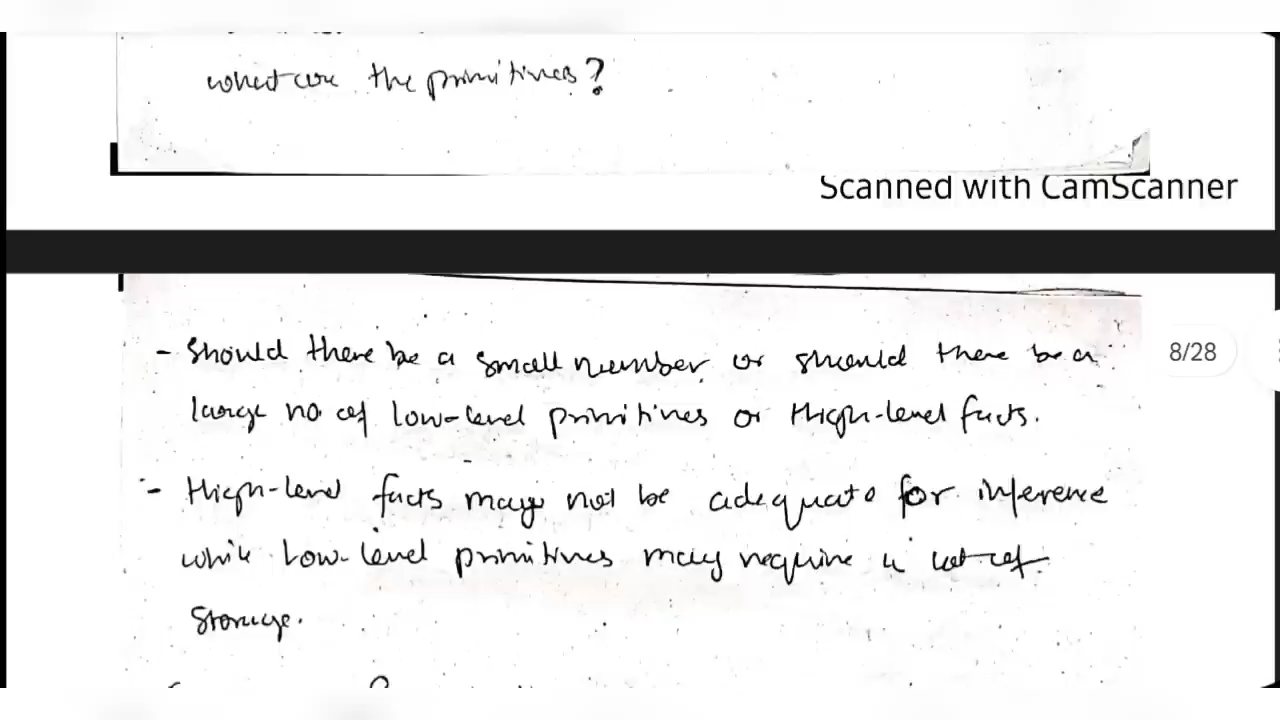 what are the primitives?
Scanned with CamScanner
- Should there be a small number or should there be a
8/28
large no of low-level primitives or High-level facts.
- High-level facts may not be adequate for inference
while Low-level primitives may require a lot of
Storage.